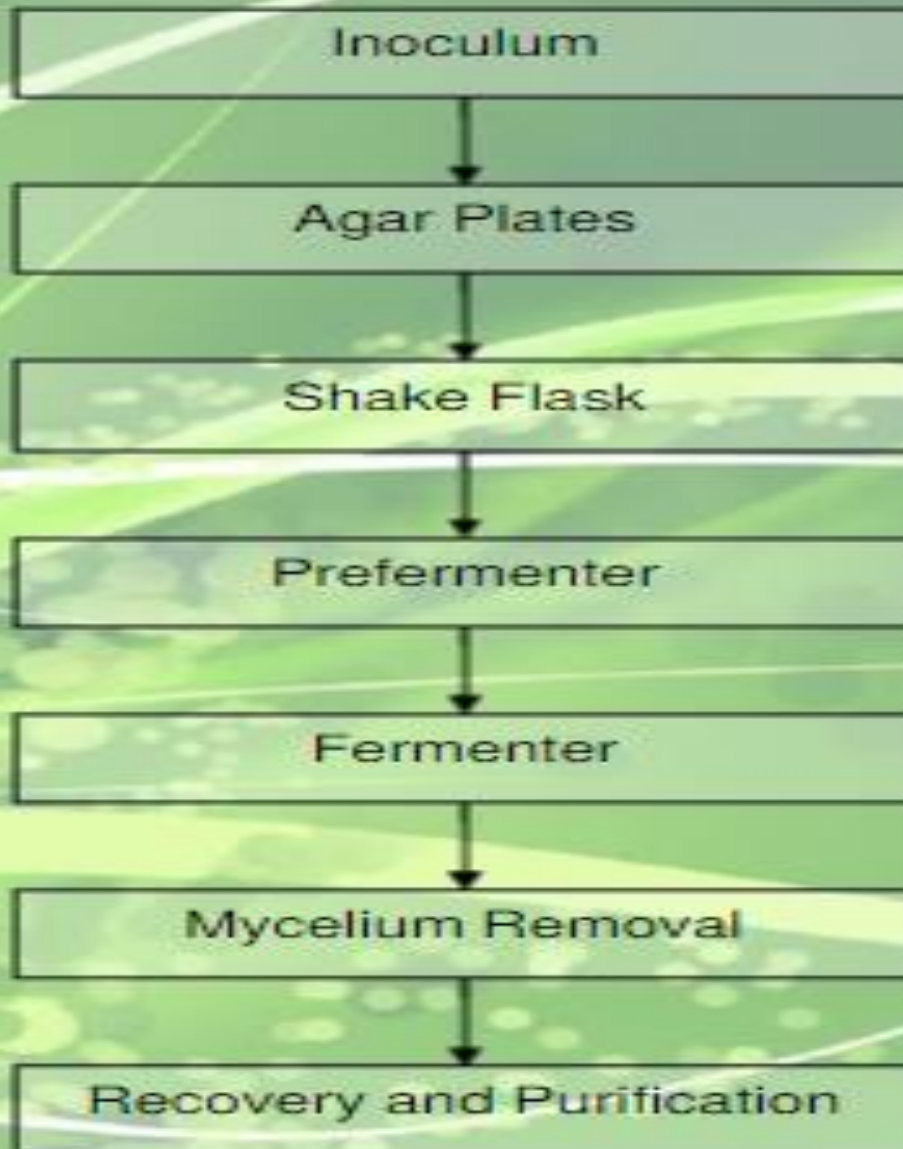 Inoculum
Agar Plates
Shake Flask
Prefermenter
Fermenter
Mycelium Removal
Recovery and Purification